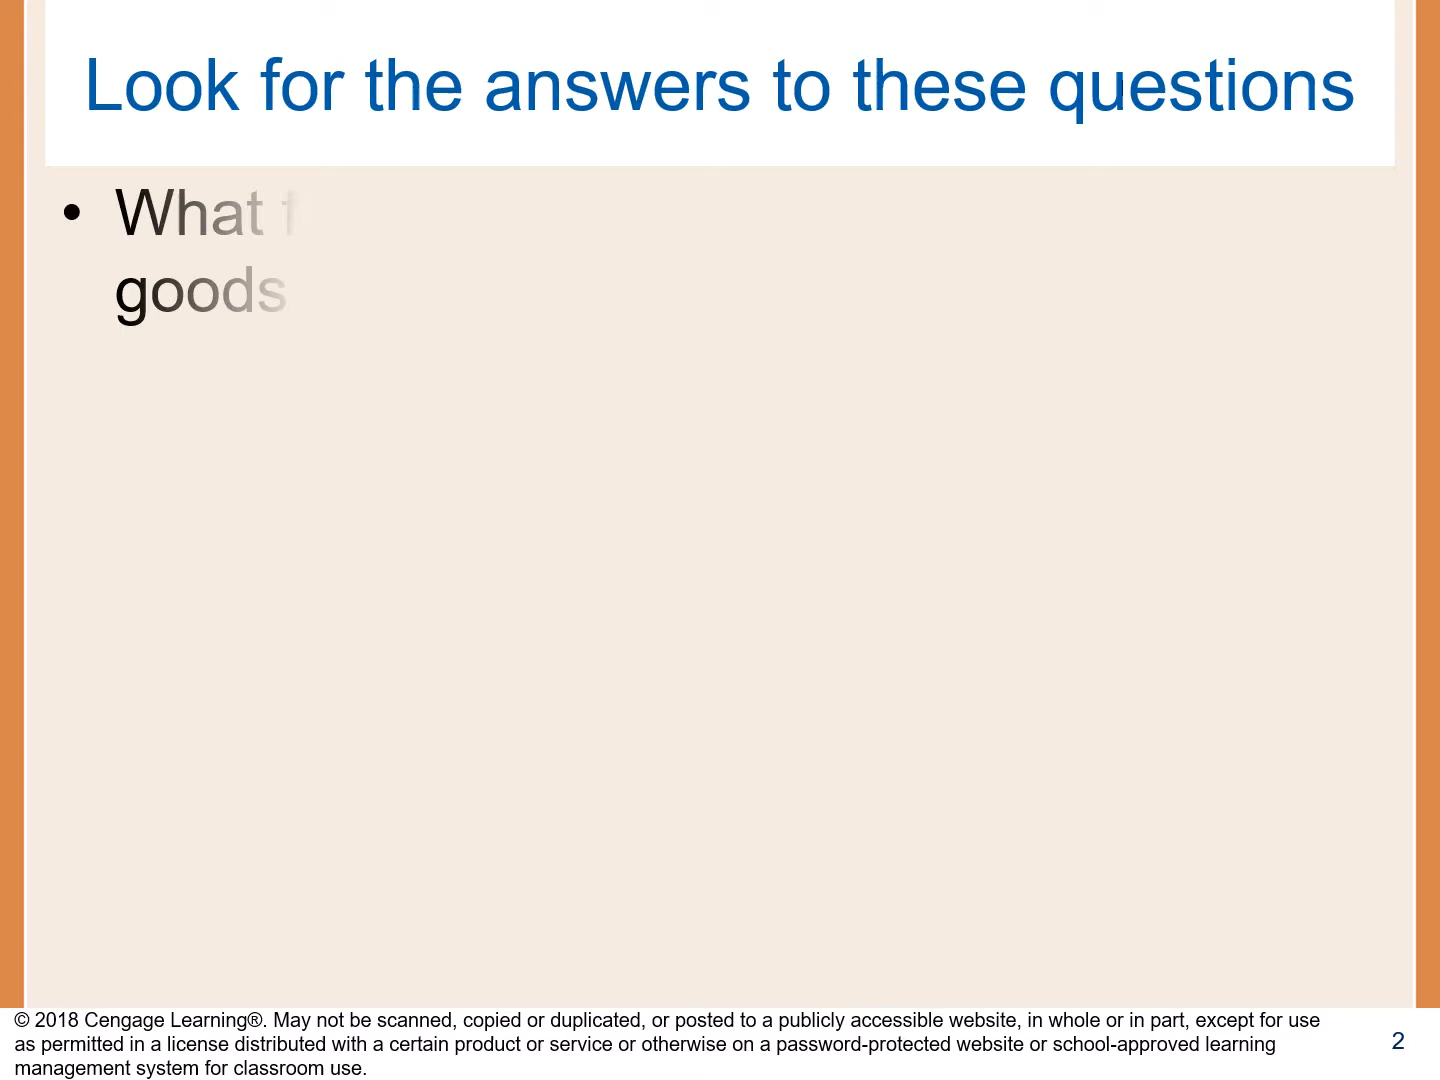 Look for the answers to these questions
• What
goods
© 2018 Cengage Learning®. May not be scanned, copied or duplicated, or posted to a publicly accessible website, in whole or in part, except for use
as permitted in a license distributed with a certain product or service or otherwise on a password-protected website or school-approved learning
management system for classroom use.
2